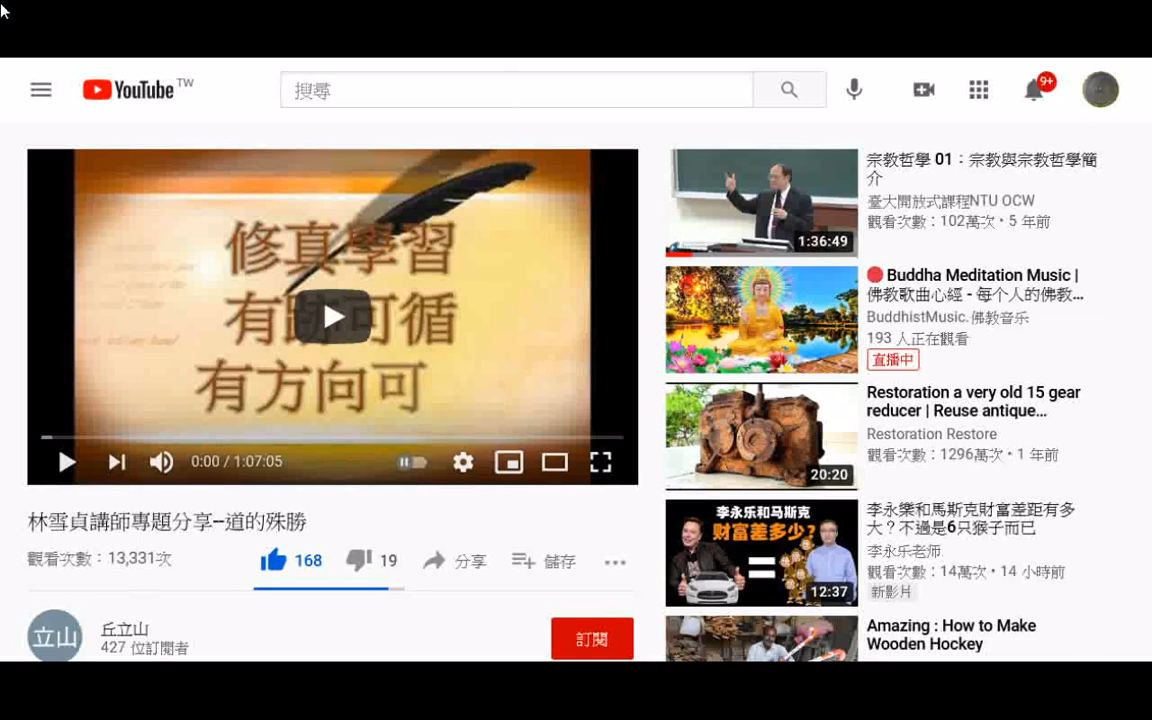 YouTube TW
搜尋
9+
修真學習
有跡可循
有方向可
0:00 / 1:07:05
林雪貞講師專題分享--道的殊勝
觀看次數：13,331次
168
19
分享
儲存
立山
丘立山
427 位訂閱者
訂閱
1:36:49
宗教哲學 01：宗教與宗教哲學簡
介
臺大開放式課程NTU OCW
觀看次數：102萬次・5 年前
Buddha Meditation Music |
佛教歌曲心經 - 每个人的佛教...
BuddhistMusic. 佛教音乐
193 人正在觀看
直播中
20:20
Restoration a very old 15 gear
reducer | Reuse antique...
Restoration Restore
觀看次數：1296萬次・1 年前
李永乐和马斯克
财富差多少?
12:37
李永樂和馬斯克財富差距有多
大？不過是6只猴子而已
李永乐老师
觀看次數：14萬次・14 小時前
新影片
Amazing : How to Make
Wooden Hockey